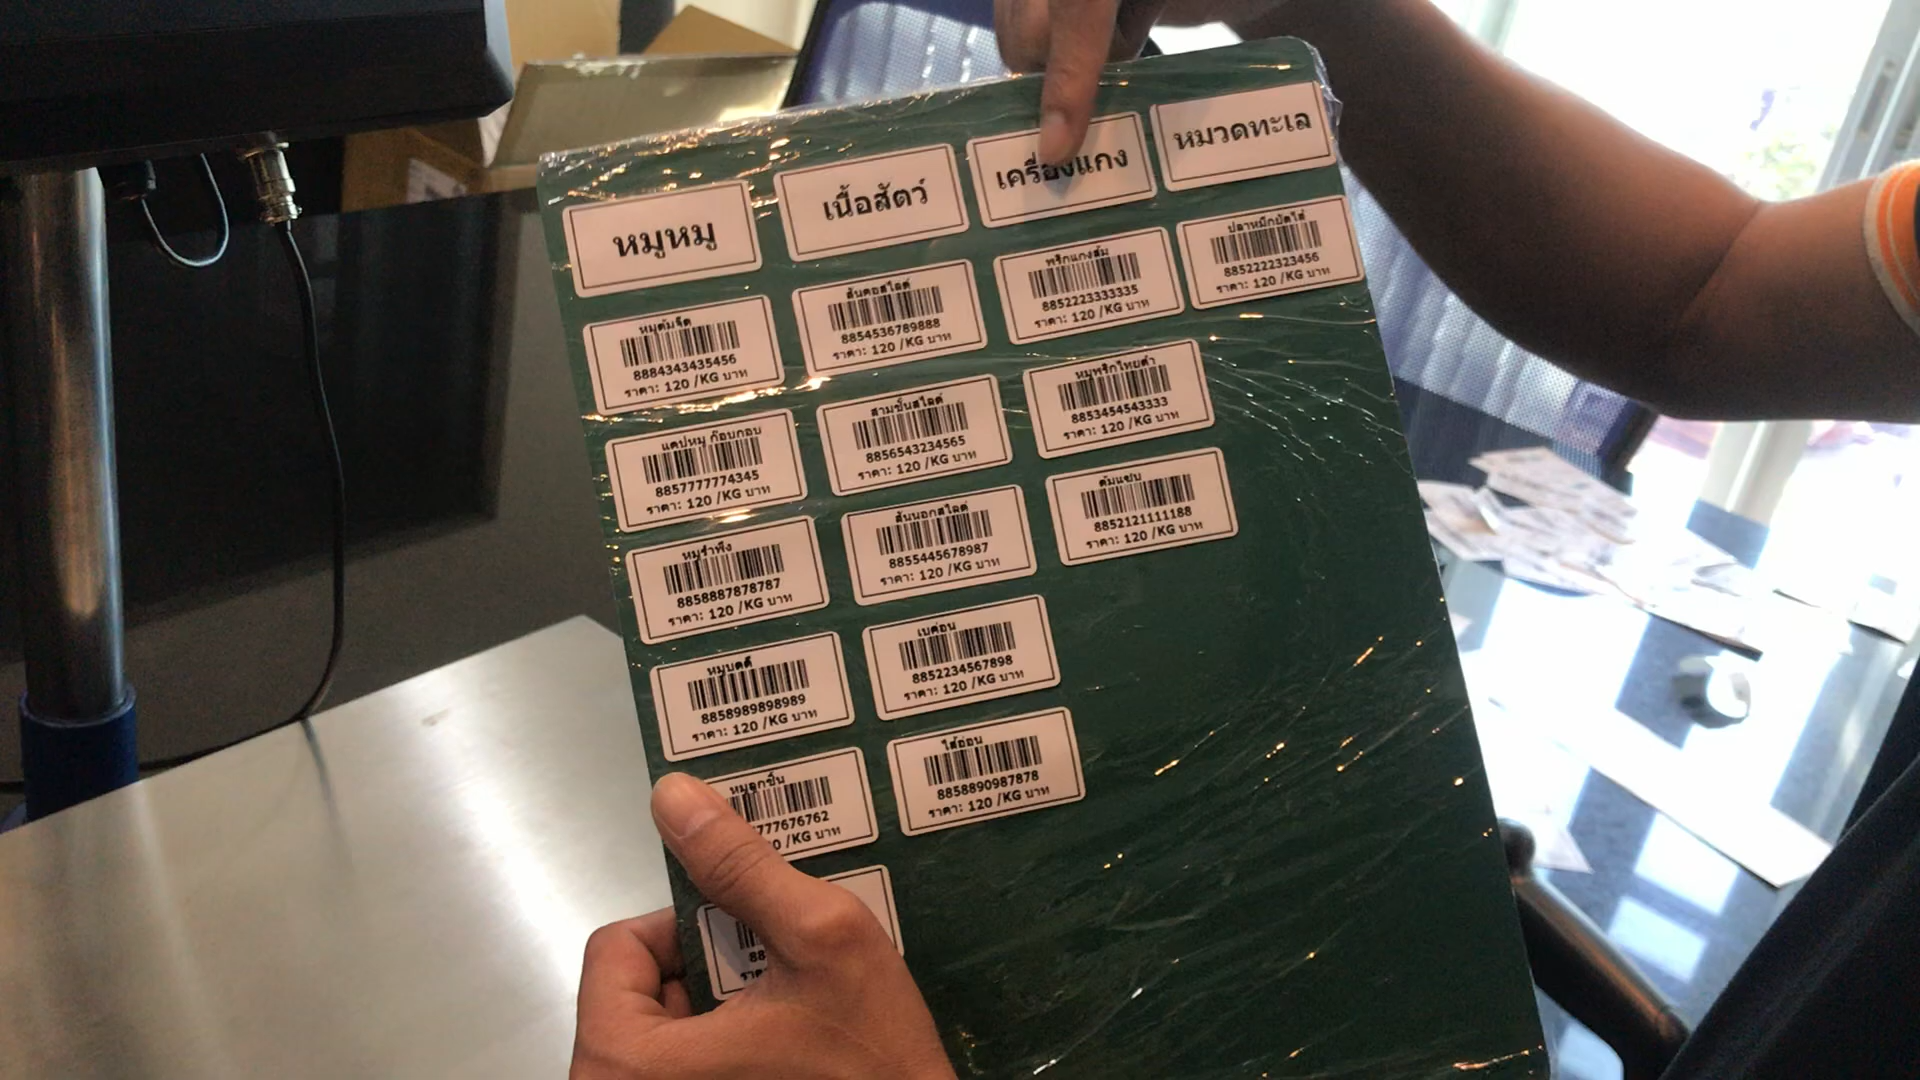 หมูหมู
หมูต้มจืด
8884343435456
ราคา: 120 /KG บาท
แคปหมู ก๊อบกอบ
8857777774345
ราคา: 120 /KG บาท
หมูรำพึง
8858887878787
ราคา: 120 /KG บาท
หมูบดดี้
8858989898989
ราคา: 120 /KG บาท
หมูลูกชิ้น
777676762
0 /KG บาท
88
ราค
เนื้อสัตว์
สันคอสไลด์
8854536789888
ราคา: 120 /KG บาท
สามชั้นสไลด์
8856543234565
ราคา: 120 /KG บาท
สันนอกสไลด์
8855445678987
ราคา: 120 /KG บาท
เบค่อน
8852234567898
ราคา: 120 /KG บาท
ไส้อ่อน
8858890987878
ราคา: 120 /KG บาท
เครื่องแกง
พริกแกงส้ม
8852223333335
ราคา: 120 /KG บาท
หมูพริกไทยดำ
8853454543333
ราคา: 120 /KG บาท
ต้มแซบ
8852121111188
ราคา: 120 /KG บาท
หมวดทะเล
ปลาหมึกยัดไส่
8852222323456
ราคา: 120 /KG บาท